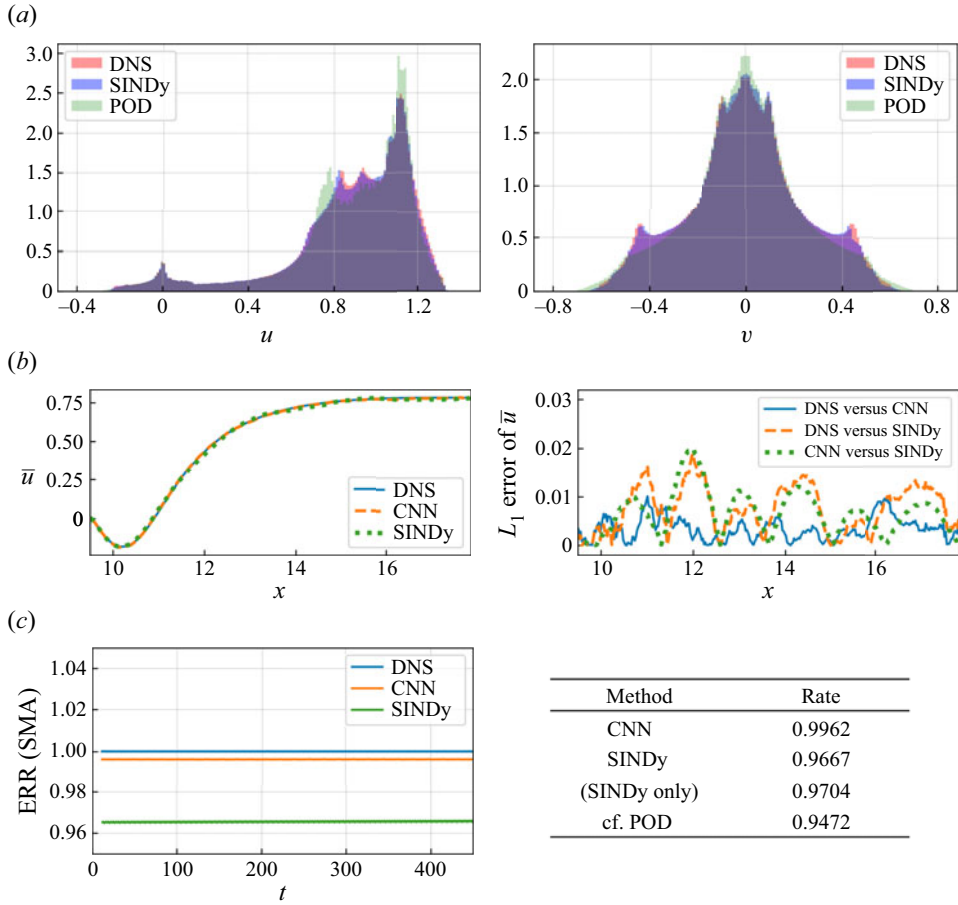 (a)
3.0
2.5
2.0
1.5
1.0
0.5
0
DNS
SINDy
POD
–0.4
0
0.4
0.8
1.2
u
2.0
1.5
1.0
0.5
0
DNS
SINDy
POD
–0.8
–0.4
0
0.4
0.8
v
(b)
0.75
0.50
0.25
0
u̅
DNS
CNN
SINDy
10
12
14
16
x
0.03
0.02
0.01
0
L₁ error of u̅
DNS versus CNN
DNS versus SINDy
CNN versus SINDy
10
12
14
16
x
(c)
1.04
1.02
1.00
0.98
0.96
ERR (SMA)
DNS
CNN
SINDy
0
100
200
300
400
t
Method Rate
CNN 0.9962
SINDy 0.9667
(SINDy only) 0.9704
cf. POD 0.9472